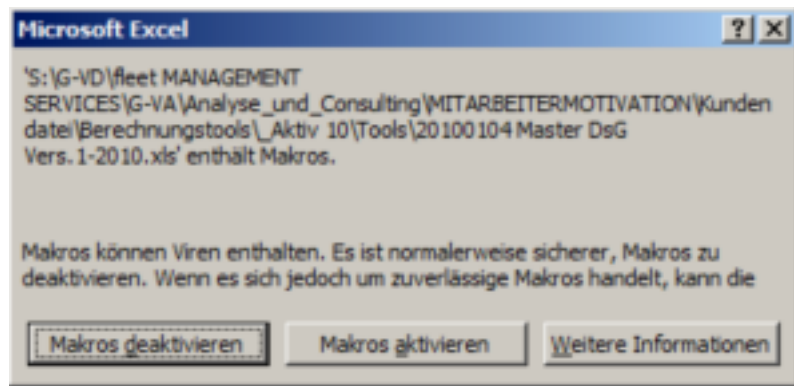 Microsoft Excel
'S:\G-VD\fleet MANAGEMENT
SERVICES\G-VA\Analyse_und_Consulting\MITARBEITERMOTIVATION\Kunden
datei\Berechnungstools\_Aktiv 10\Tools\20100104 Master DsG
Vers.1-2010.xls' enthält Makros.
Makros können Viren enthalten. Es ist normalerweise sicherer, Makros zu
deaktivieren. Wenn es sich jedoch um zuverlässige Makros handelt, kann die
Makros deaktivieren Makros aktivieren Weitere Informationen